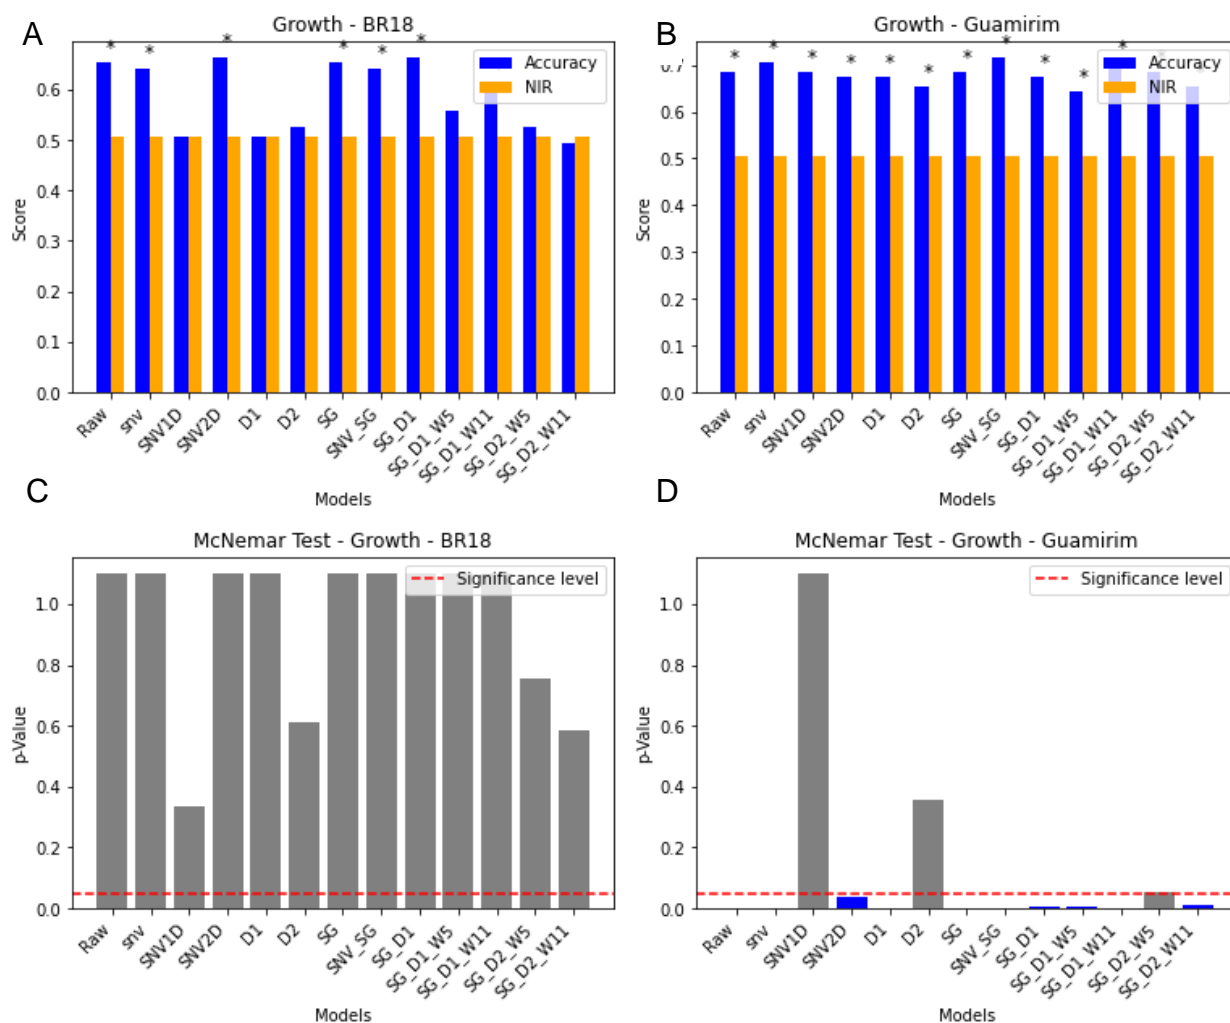 A
Growth - BR18
* * * * * *
Accuracy
NIR
Score
0.6
0.5
0.4
0.3
0.2
0.1
0.0
Raw
snv
SNV1D
SNV2D
D1
D2
SG
SNV_SG
SG_D1
SG_D1_W5
SG_D1_W11
SG_D2_W5
SG_D2_W11
Models
B
Growth - Guamirim
* * * * * * * * * * * *
Accuracy
NIR
Score
0.7
0.6
0.5
0.4
0.3
0.2
0.1
0.0
Raw
snv
SNV1D
SNV2D
D1
D2
SG
SNV_SG
SG_D1
SG_D1_W5
SG_D1_W11
SG_D2_W5
SG_D2_W11
Models
C
McNemar Test - Growth - BR18
Significance level
p-Value
1.0
0.8
0.6
0.4
0.2
0.0
Raw
snv
SNV1D
SNV2D
D1
D2
SG
SNV_SG
SG_D1
SG_D1_W5
SG_D1_W11
SG_D2_W5
SG_D2_W11
Models
D
McNemar Test - Growth - Guamirim
Significance level
p-Value
1.0
0.8
0.6
0.4
0.2
0.0
Raw
snv
SNV1D
SNV2D
D1
D2
SG
SNV_SG
SG_D1
SG_D1_W5
SG_D1_W11
SG_D2_W5
SG_D2_W11
Models